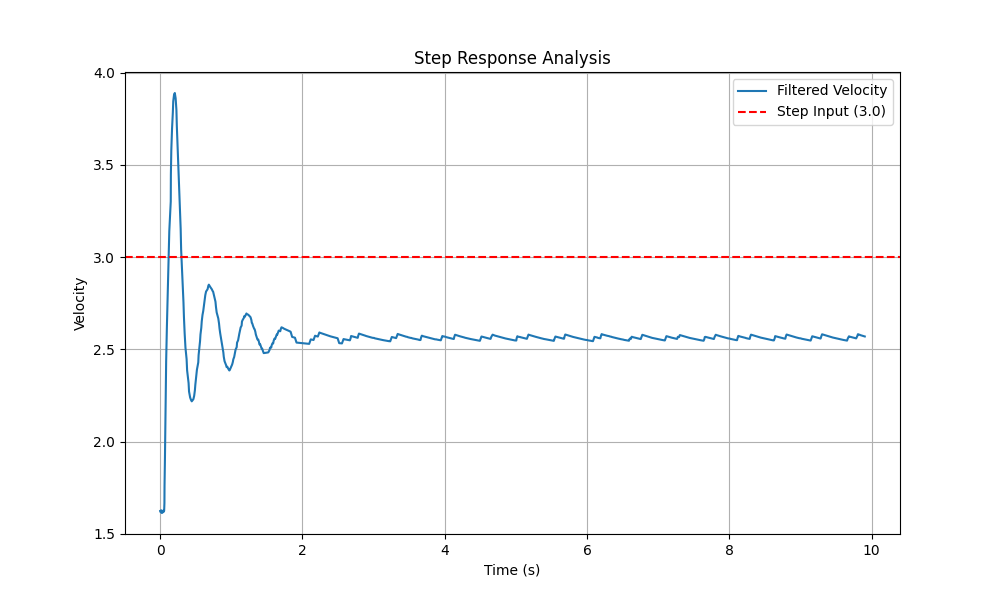 Step Response Analysis
Filtered Velocity
Step Input (3.0)
Velocity
4.0
3.5
3.0
2.5
2.0
1.5
0
2
4
6
8
10
Time (s)